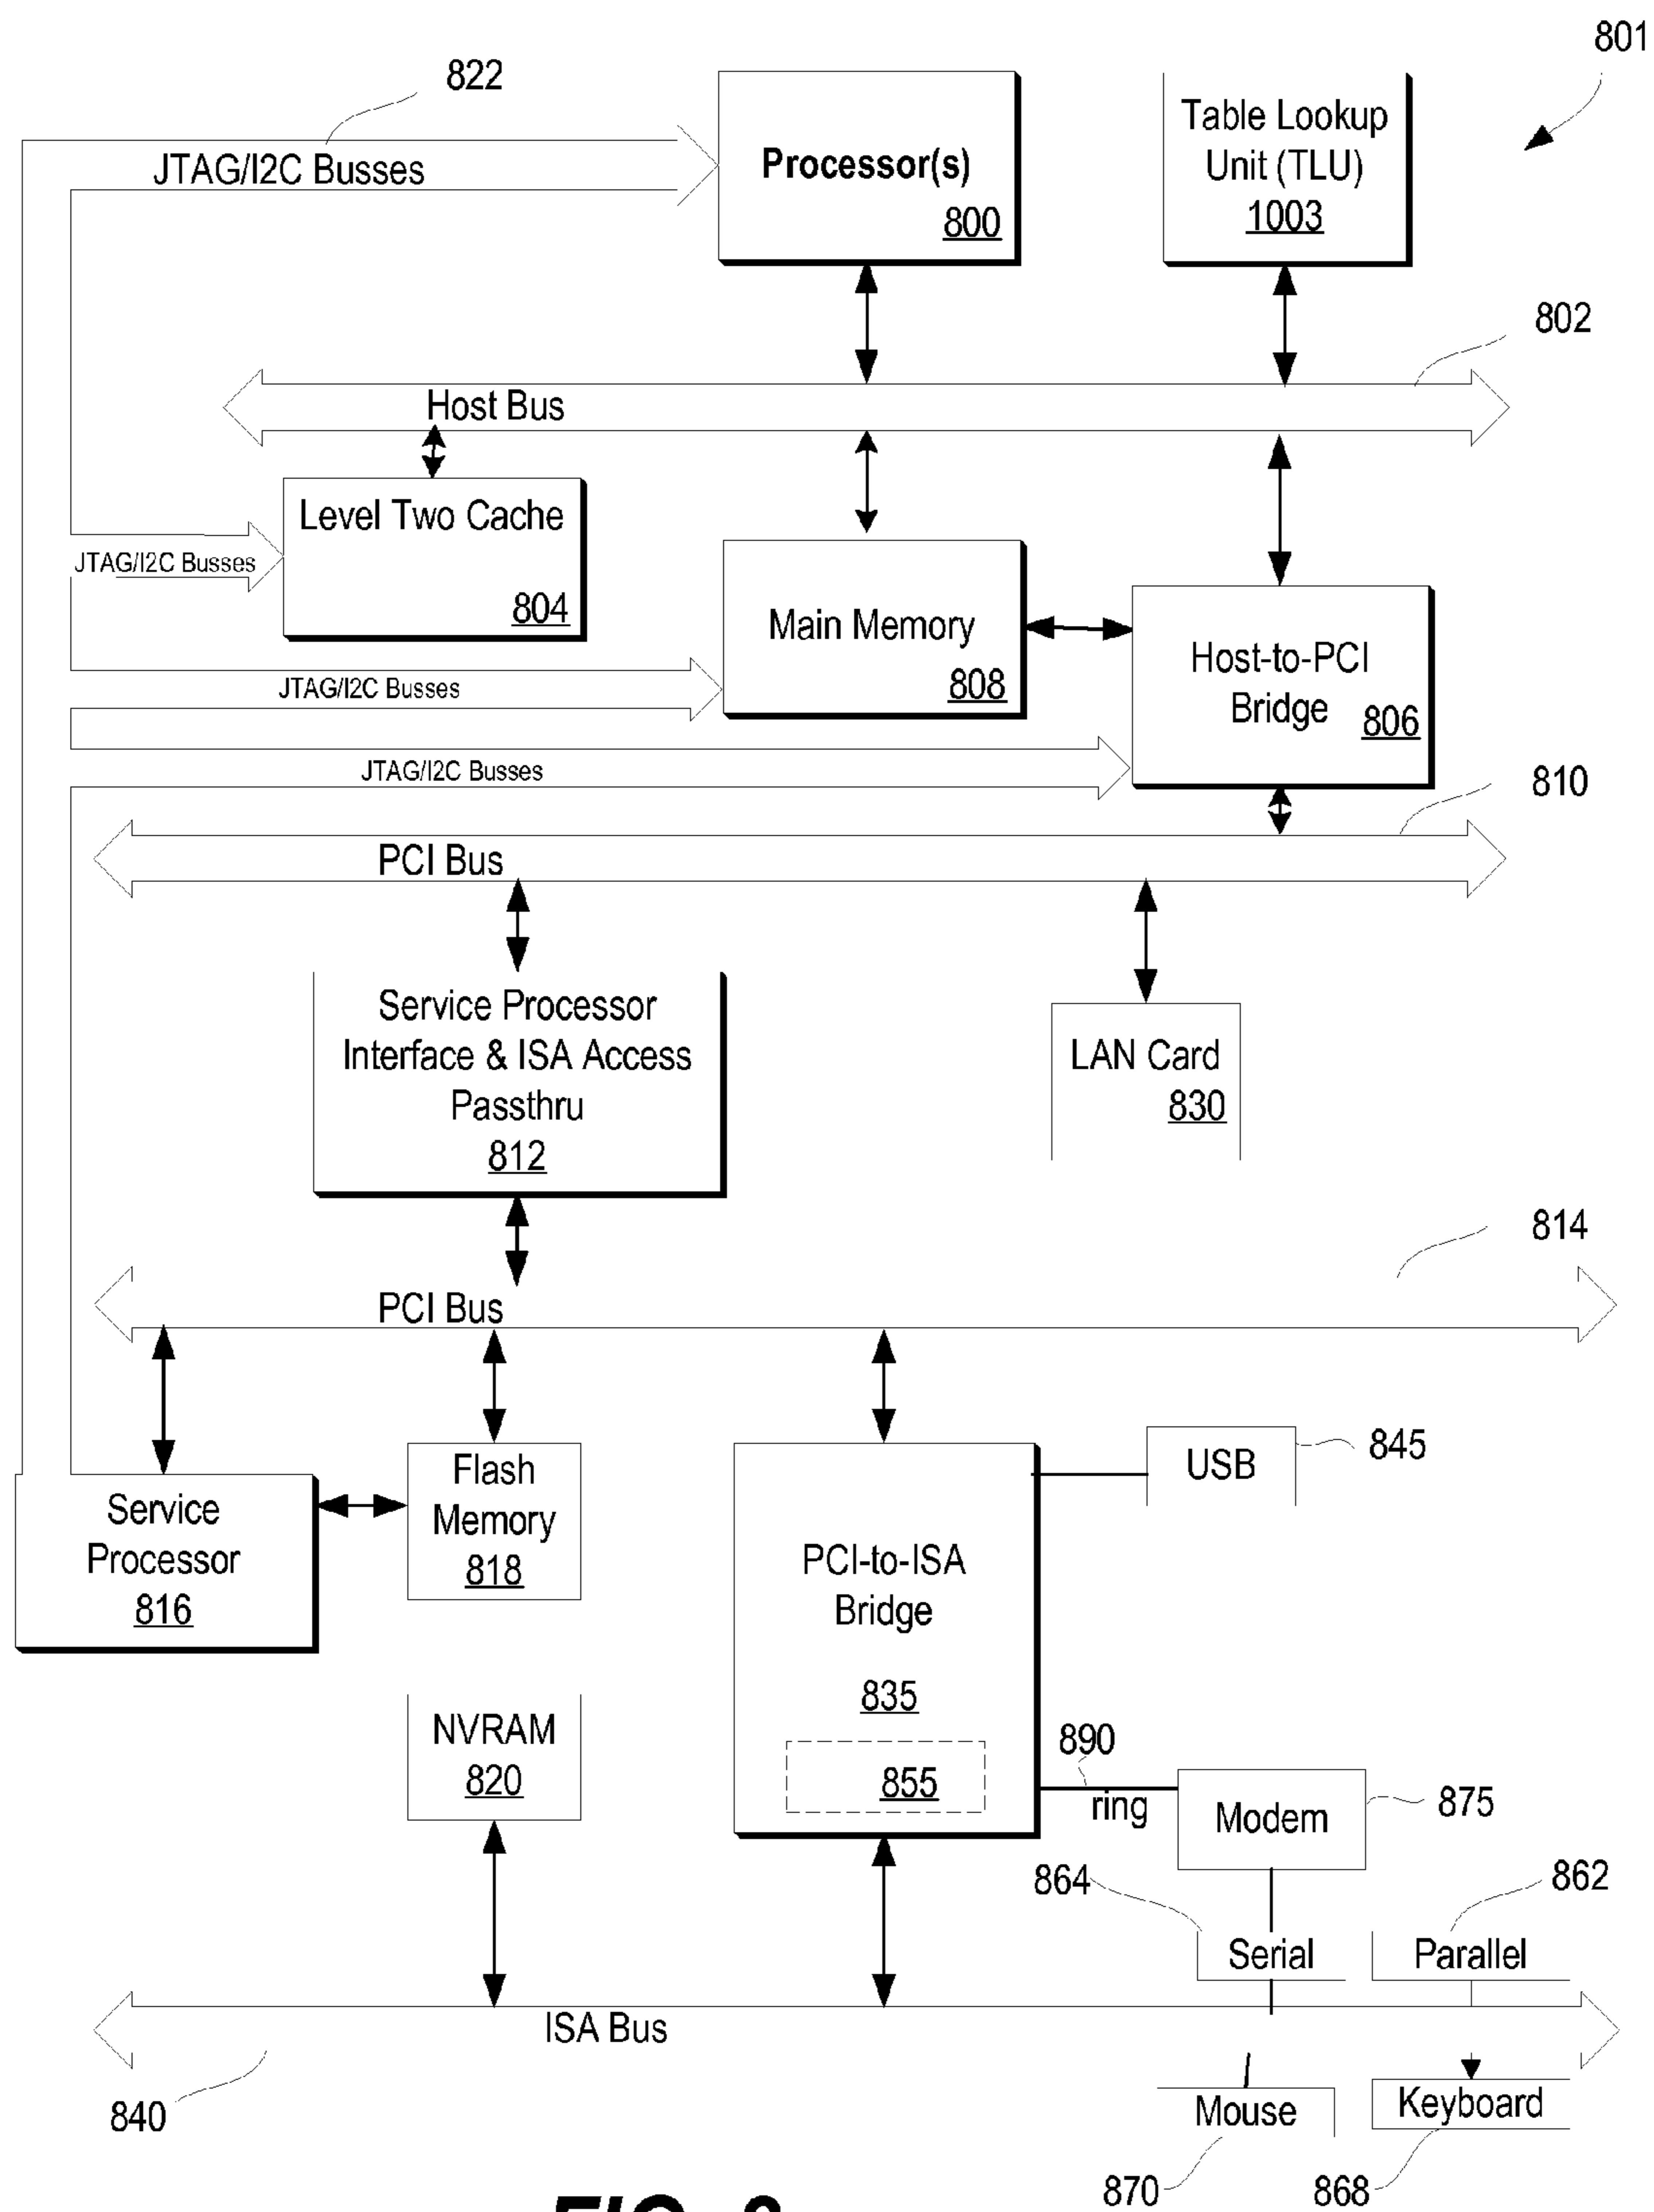 801
822
JTAG/I2C Busses
Processor(s)
800
Table Lookup
Unit (TLU)
1003
802
Host Bus
Level Two Cache
804
JTAG/I2C Busses
Main Memory
808
Host-to-PCI
Bridge
806
JTAG/I2C Busses
JTAG/I2C Busses
810
PCI Bus
Service Processor
Interface & ISA Access
Passthru
812
LAN Card
830
814
PCI Bus
Service
Processor
816
Flash
Memory
818
PCI-to-ISA
Bridge
835
855
USB
845
NVRAM
820
890
ring
Modem
875
864
862
Serial
Parallel
ISA Bus
840
Mouse
Keyboard
870
868